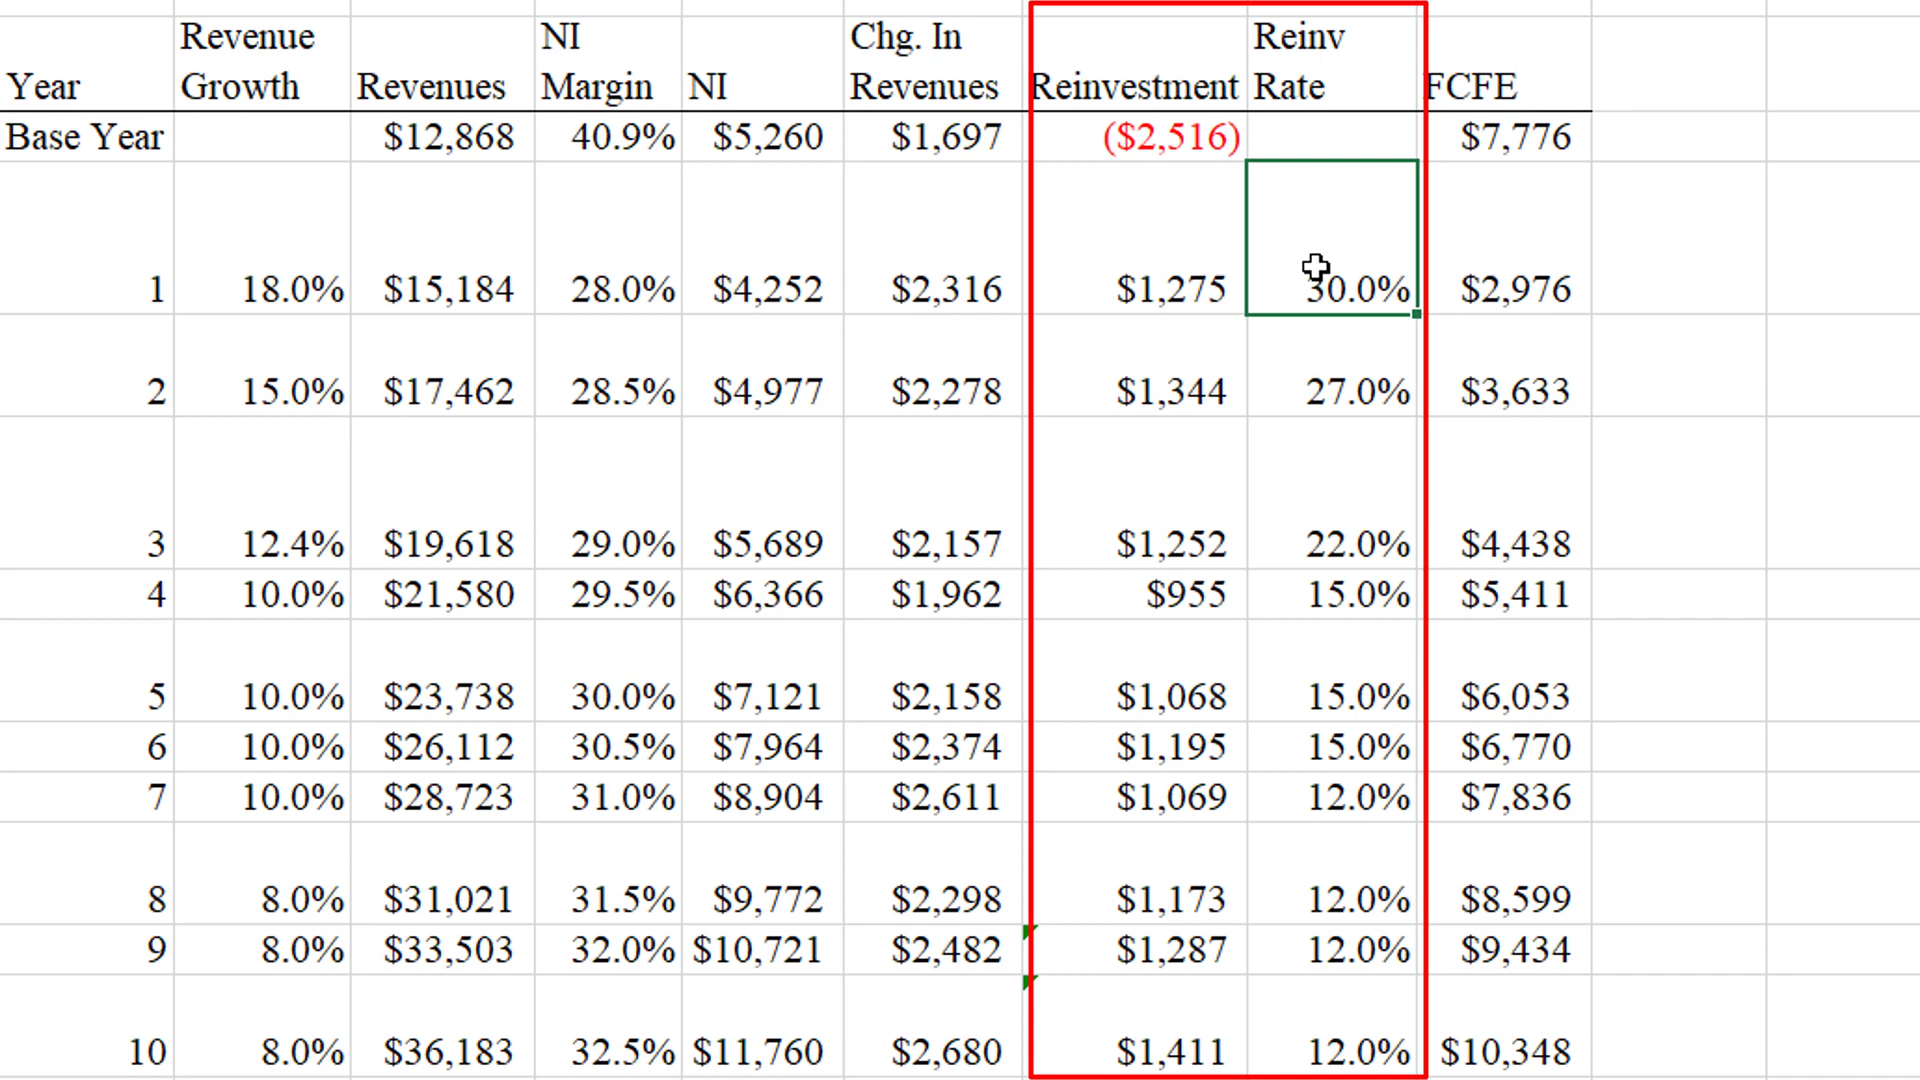 Year Revenue Growth Revenues NI Margin NI Chg. In Revenues Reinvestment Reinv Rate FCFE
Base Year $12,868 40.9% $5,260 $1,697 ($2,516) $7,776
1 18.0% $15,184 28.0% $4,252 $2,316 $1,275 30.0% $2,976
2 15.0% $17,462 28.5% $4,977 $2,278 $1,344 27.0% $3,633
3 12.4% $19,618 29.0% $5,689 $2,157 $1,252 22.0% $4,438
4 10.0% $21,580 29.5% $6,366 $1,962 $955 15.0% $5,411
5 10.0% $23,738 30.0% $7,121 $2,158 $1,068 15.0% $6,053
6 10.0% $26,112 30.5% $7,964 $2,374 $1,195 15.0% $6,770
7 10.0% $28,723 31.0% $8,904 $2,611 $1,069 12.0% $7,836
8 8.0% $31,021 31.5% $9,772 $2,298 $1,173 12.0% $8,599
9 8.0% $33,503 32.0% $10,721 $2,482 $1,287 12.0% $9,434
10 8.0% $36,183 32.5% $11,760 $2,680 $1,411 12.0% $10,348